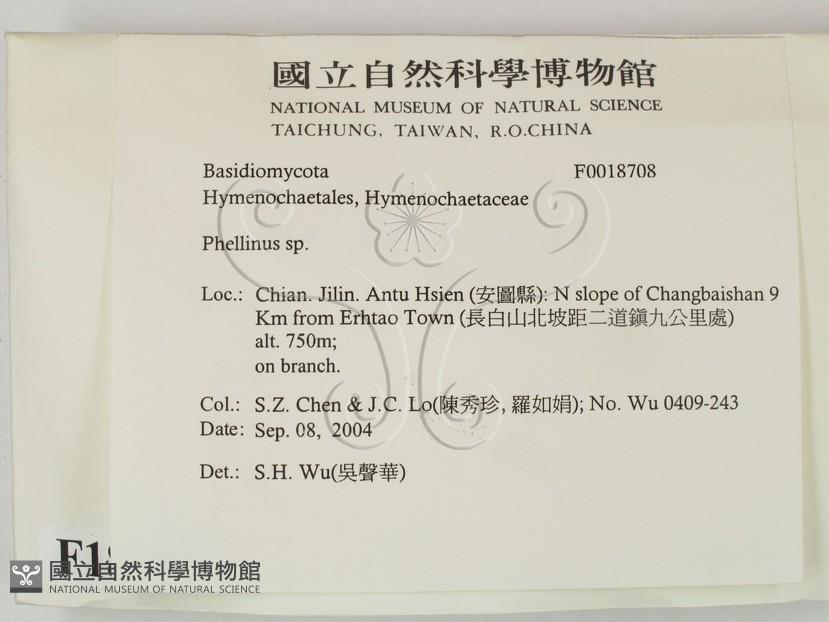 國立自然科學博物館
NATIONAL MUSEUM OF NATURAL SCIENCE
TAICHUNG, TAIWAN, R.O.CHINA
Basidiomycota F0018708
Hymenochaetales, Hymenochaetaceae
Phellinus sp.
Loc.: Chian. Jilin. Antu Hsien (安圖縣): N slope of Changbaishan 9
Km from Erhtao Town (長白山北坡距二道鎮九公里處)
alt. 750m;
on branch.
Col.: S.Z. Chen & J.C. Lo(陳秀珍, 羅如娟); No. Wu 0409-243
Date: Sep. 08, 2004
Det.: S.H. Wu(吳聲華)
F18
國立自然科學博物館
NATIONAL MUSEUM OF NATURAL SCIENCE